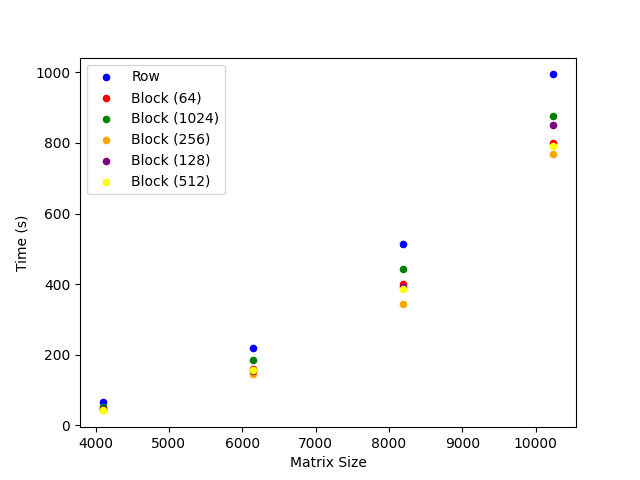 1000
800
600
400
200
0
Time (s)
Row
Block (64)
Block (1024)
Block (256)
Block (128)
Block (512)
4000 5000 6000 7000 8000 9000 10000
Matrix Size